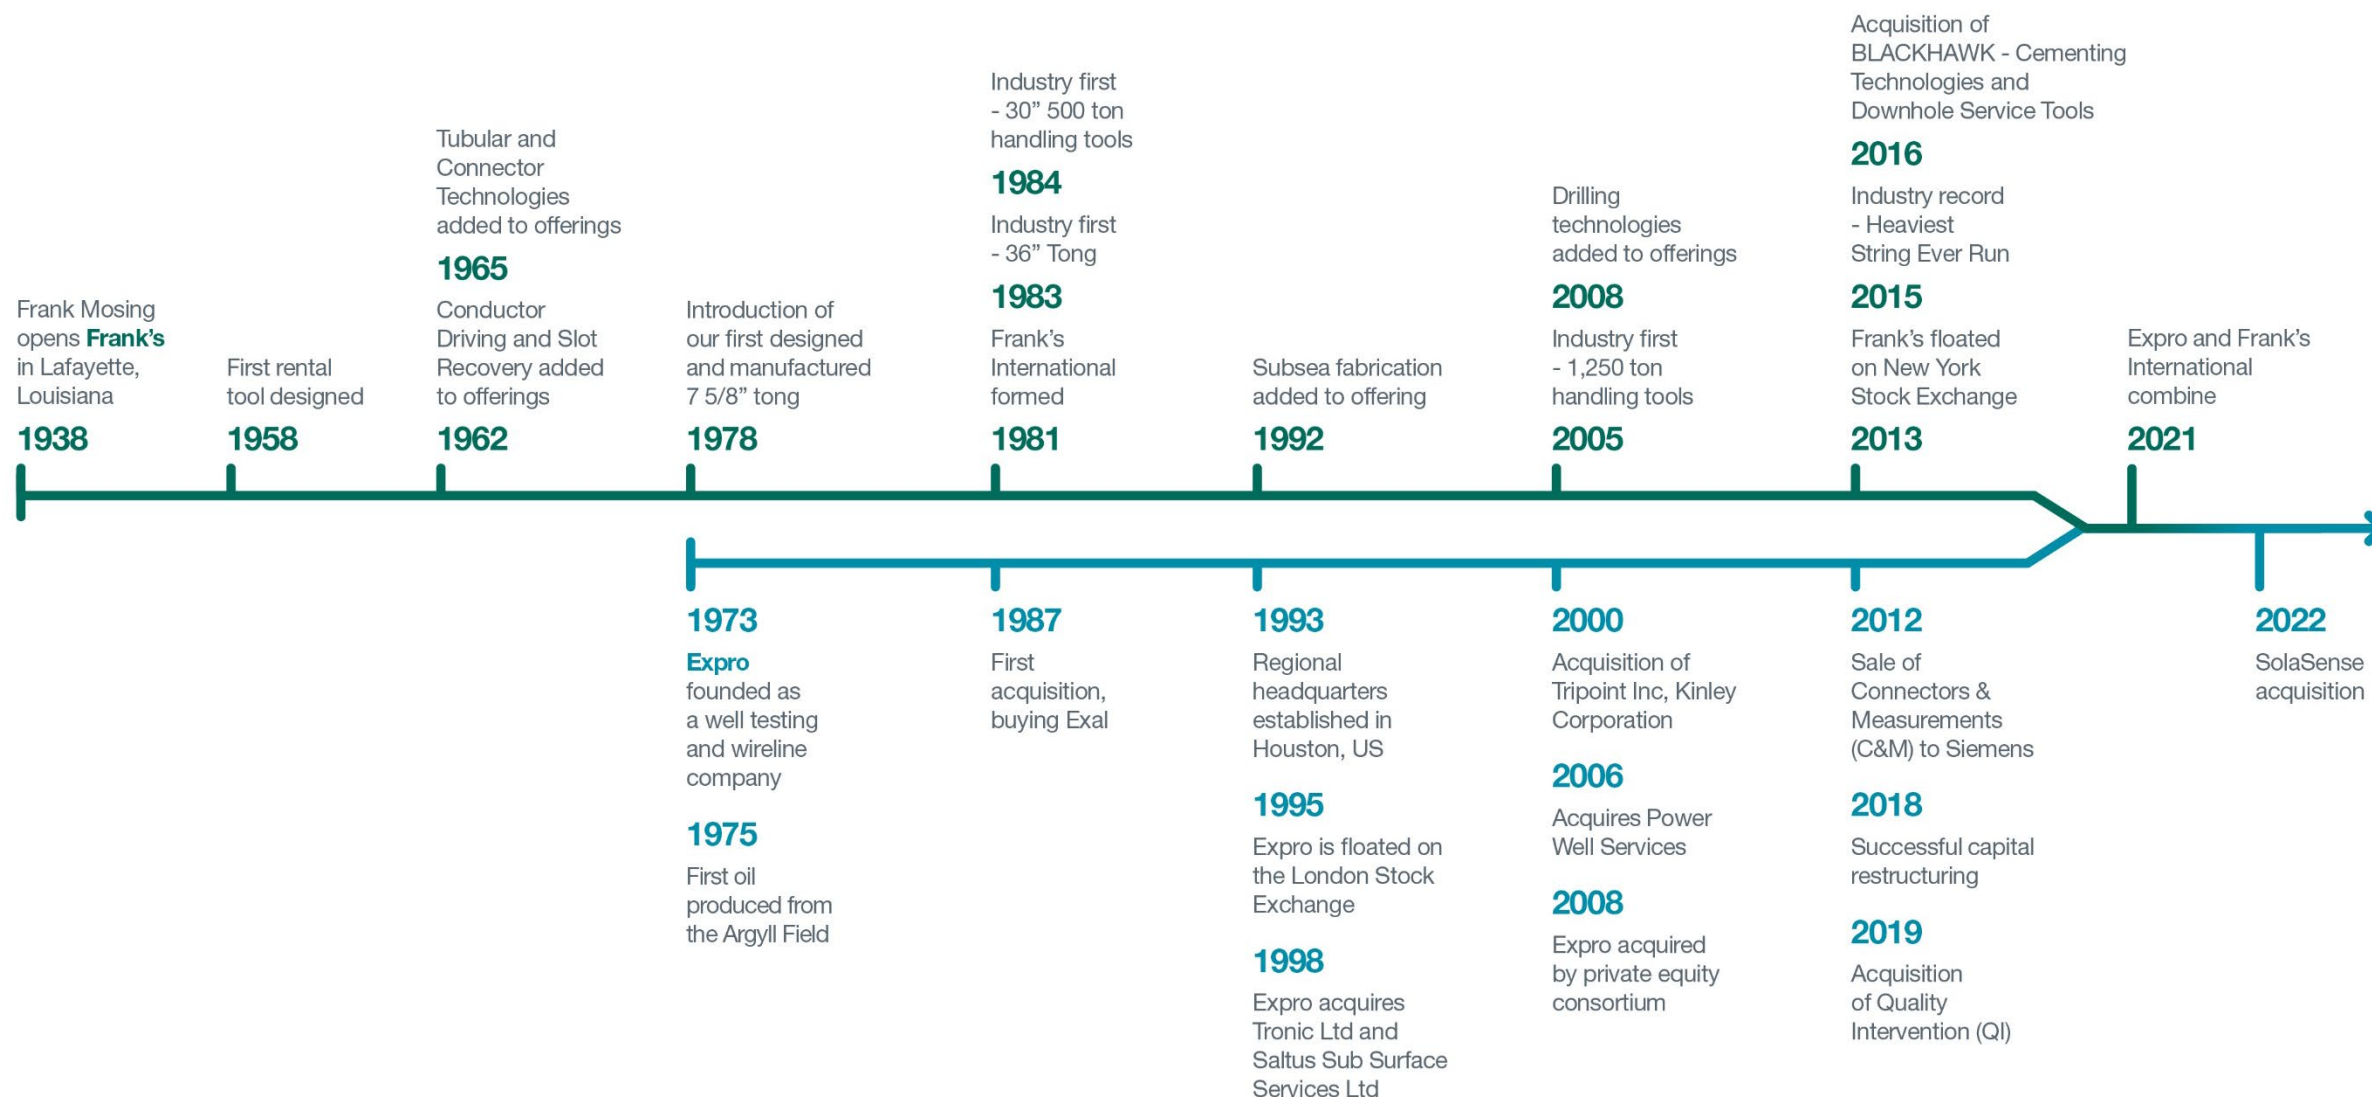 Frank Mosing
opens Frank’s
in Lafayette,
Louisiana
1938
First rental
tool designed
1958
Tubular and
Connector
Technologies
added to offerings
1965
Conductor
Driving and Slot
Recovery added
to offerings
1962
Introduction of
our first designed
and manufactured
7 5/8” tong
1978
Industry first
- 30” 500 ton
handling tools
1984
Industry first
- 36” Tong
1983
Frank’s
International
formed
1981
Subsea fabrication
added to offering
1992
Drilling
technologies
added to offerings
2008
Industry first
- 1,250 ton
handling tools
2005
Acquisition of
BLACKHAWK - Cementing
Technologies and
Downhole Service Tools
2016
Industry record
- Heaviest
String Ever Run
2015
Frank’s floated
on New York
Stock Exchange
2013
Expro and Frank’s
International
combine
2021
1973
Expro
founded as
a well testing
and wireline
company
1975
First oil
produced from
the Argyll Field
1987
First
acquisition,
buying Exal
1993
Regional
headquarters
established in
Houston, US
1995
Expro is floated on
the London Stock
Exchange
1998
Expro acquires
Tronic Ltd and
Saltus Sub Surface
Services Ltd
2000
Acquisition of
Tripoint Inc, Kinley
Corporation
2006
Acquires Power
Well Services
2008
Expro acquired
by private equity
consortium
2012
Sale of
Connectors &
Measurements
(C&M) to Siemens
2018
Successful capital
restructuring
2019
Acquisition
of Quality
Intervention (QI)
2022
SolaSense
acquisition